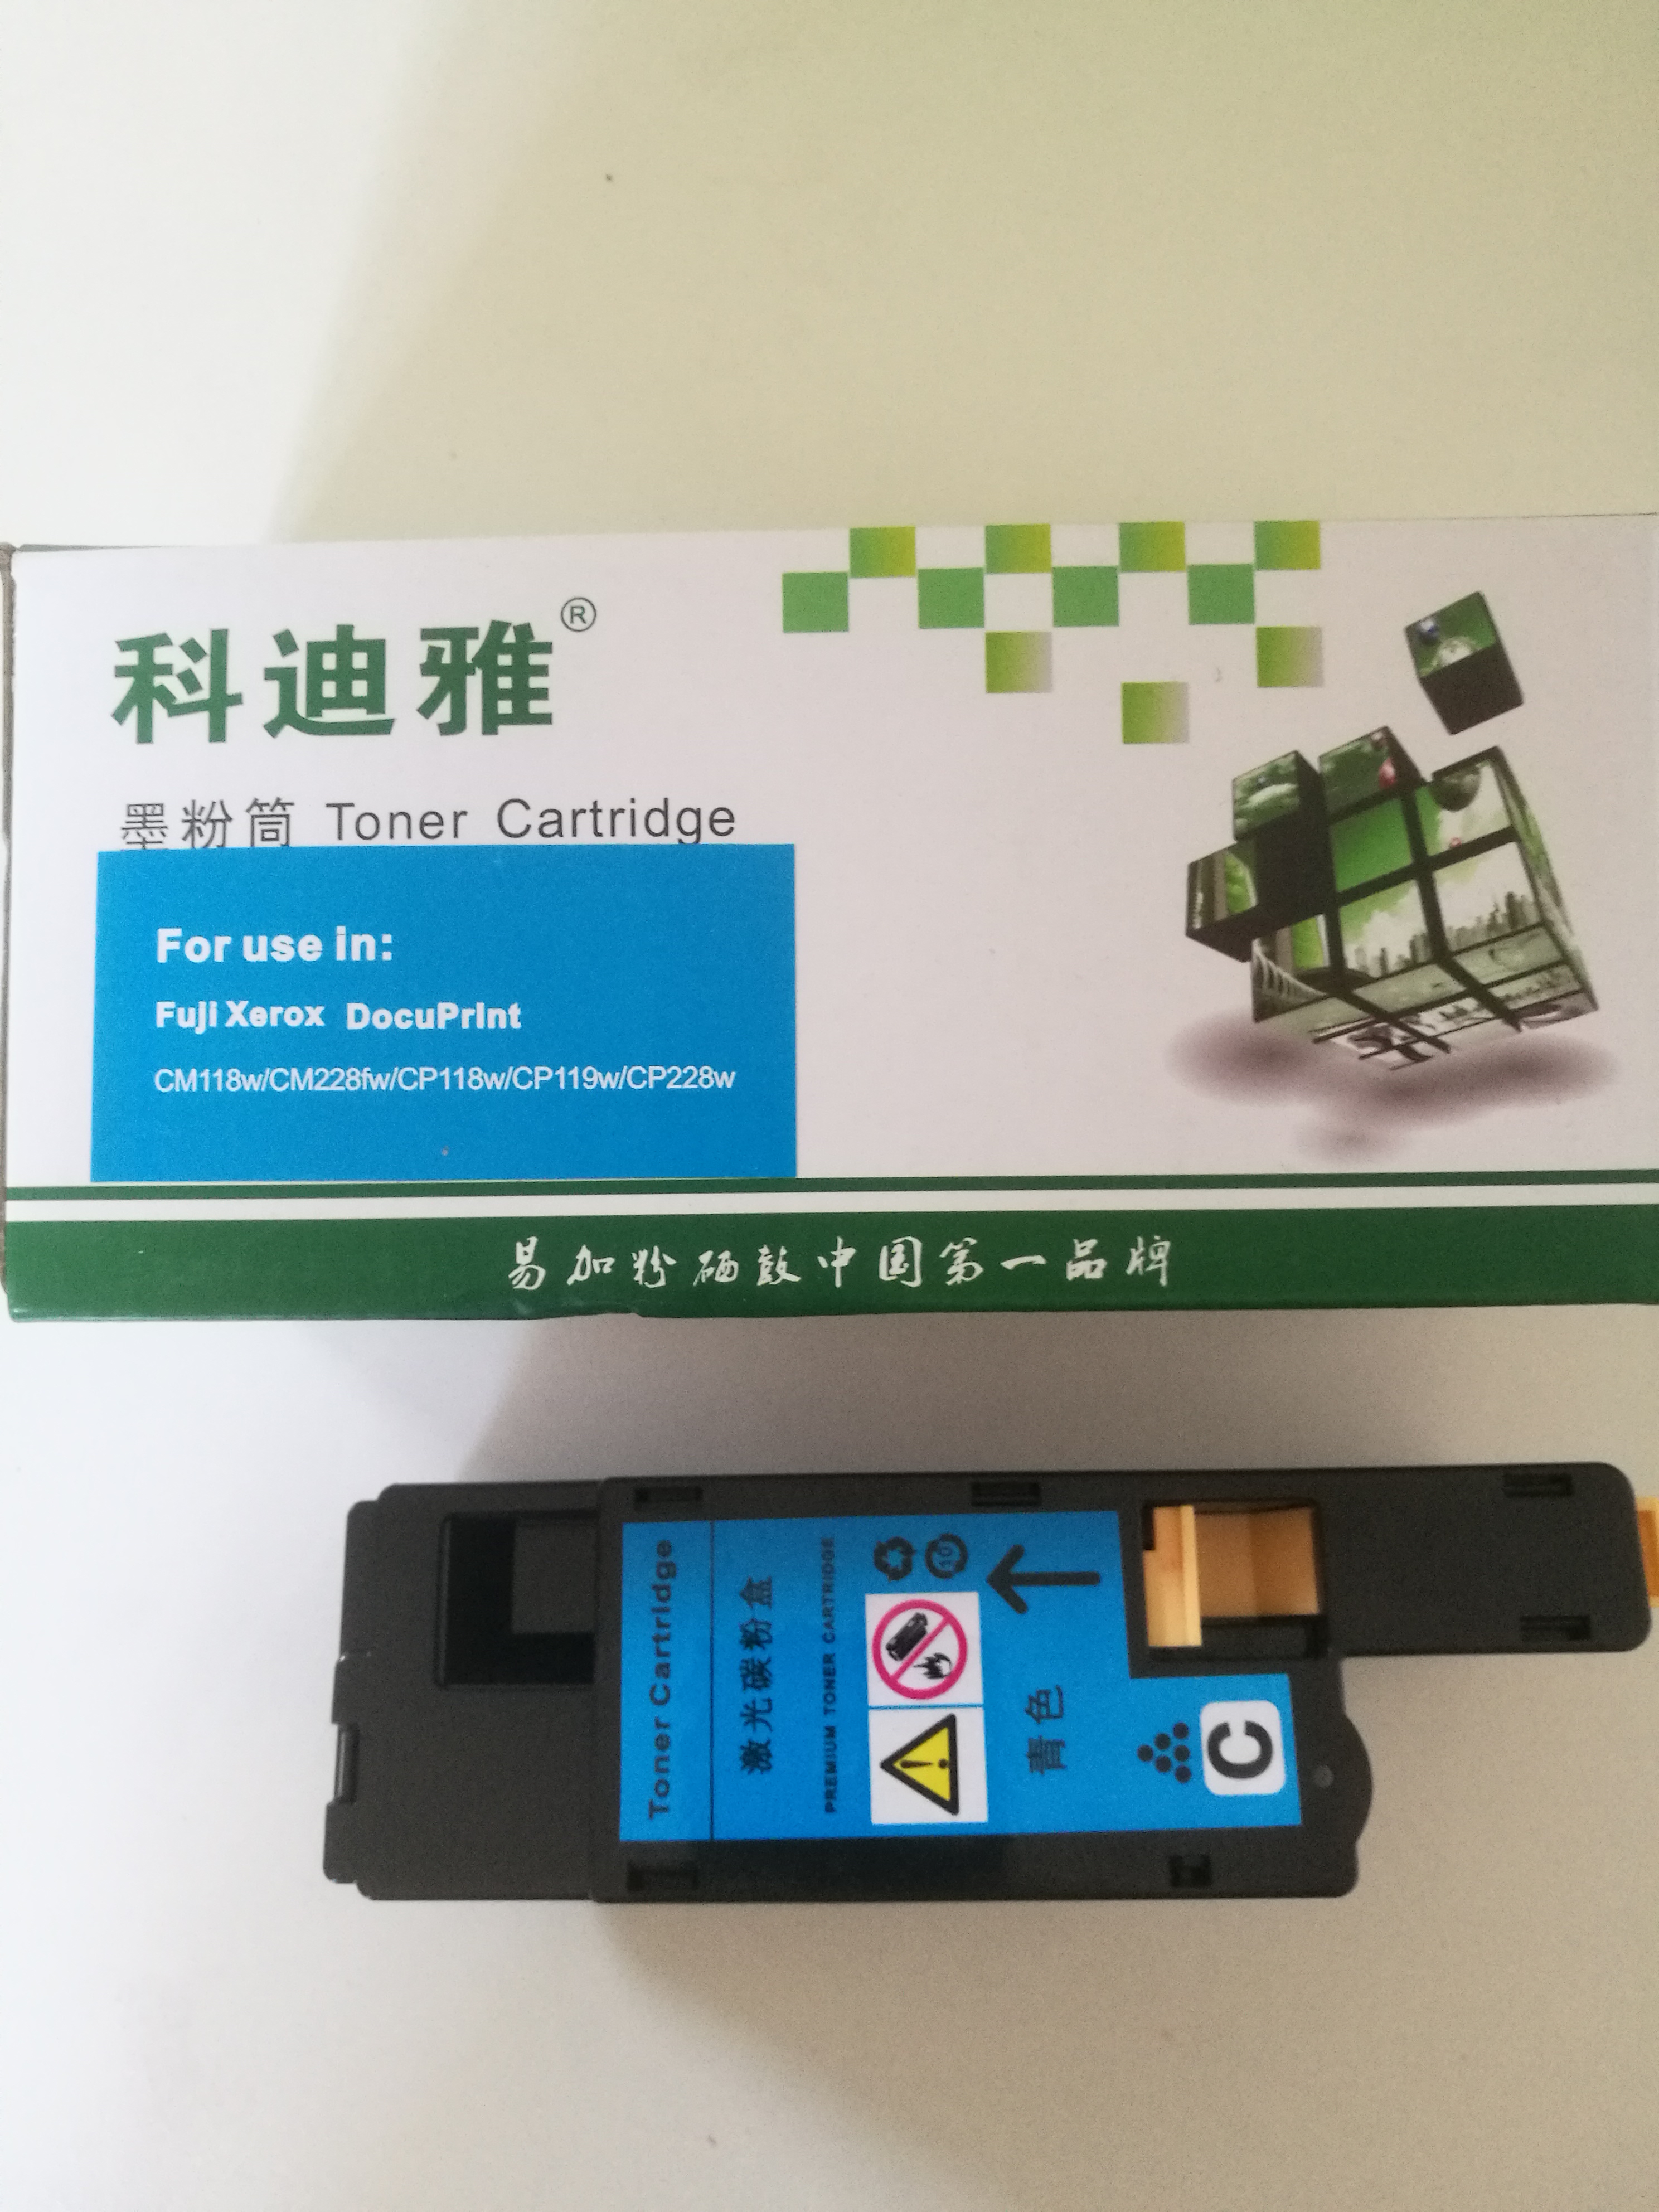 科迪雅®
墨粉筒 Toner Cartridge
For use in:
Fuji Xerox DocuPrint
CM118w/CM228fw/CP118w/CP119w/CP228w
易加粉硒鼓中国第一品牌
Toner Cartridge
激光碳粉盒
PREMIUM TONER CARTRIDGE
10
青色
C